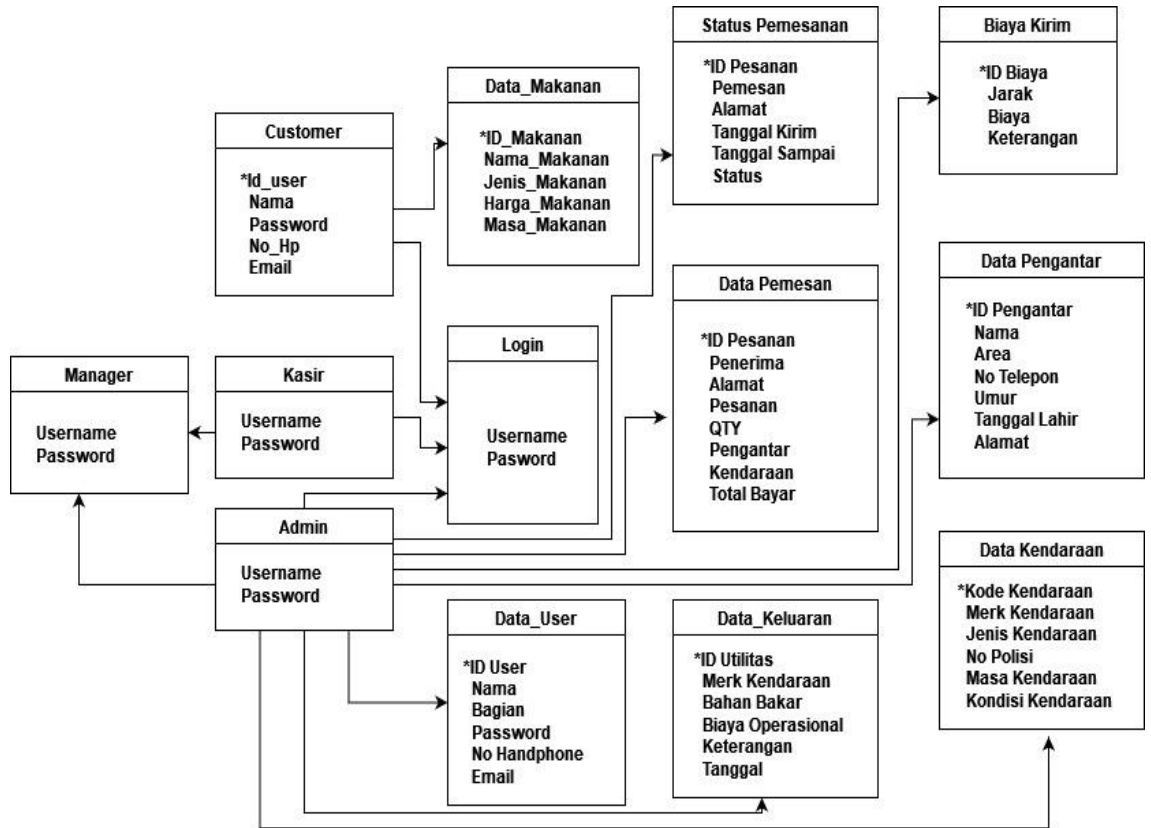 Status Pemesanan
*ID Pesanan
Pemesan
Alamat
Tanggal Kirim
Tanggal Sampai
Status
Biaya Kirim
*ID Biaya
Jarak
Biaya
Keterangan
Data_Makanan
*ID_Makanan
Nama_Makanan
Jenis_Makanan
Harga_Makanan
Masa_Makanan
Customer
*Id_user
Nama
Password
No_Hp
Email
Data Pemesan
*ID Pesanan
Penerima
Alamat
Pesanan
QTY
Pengantar
Kendaraan
Total Bayar
Data Pengantar
*ID Pengantar
Nama
Area
No Telepon
Umur
Tanggal Lahir
Alamat
Login
Username
Pasword
Manager
Username
Password
Kasir
Username
Password
Admin
Username
Password
Data Kendaraan
*Kode Kendaraan
Merk Kendaraan
Jenis Kendaraan
No Polisi
Masa Kendaraan
Kondisi Kendaraan
Data_User
*ID User
Nama
Bagian
Password
No Handphone
Email
Data_Keluaran
*ID Utilitas
Merk Kendaraan
Bahan Bakar
Biaya Operasional
Keterangan
Tanggal